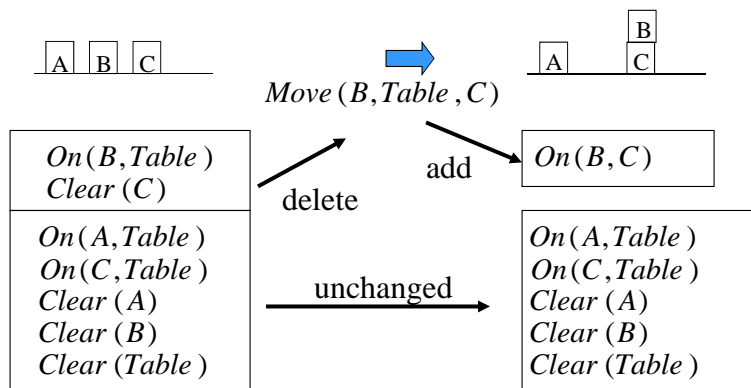 A B C
B
A C
Move (B,Table ,C)
On(B,Table)
Clear (C)
delete
add
On(B,C)
On(A,Table)
On(C,Table)
Clear (A)
Clear (B)
Clear (Table)
unchanged
On(A,Table)
On(C,Table)
Clear (A)
Clear (B)
Clear (Table)